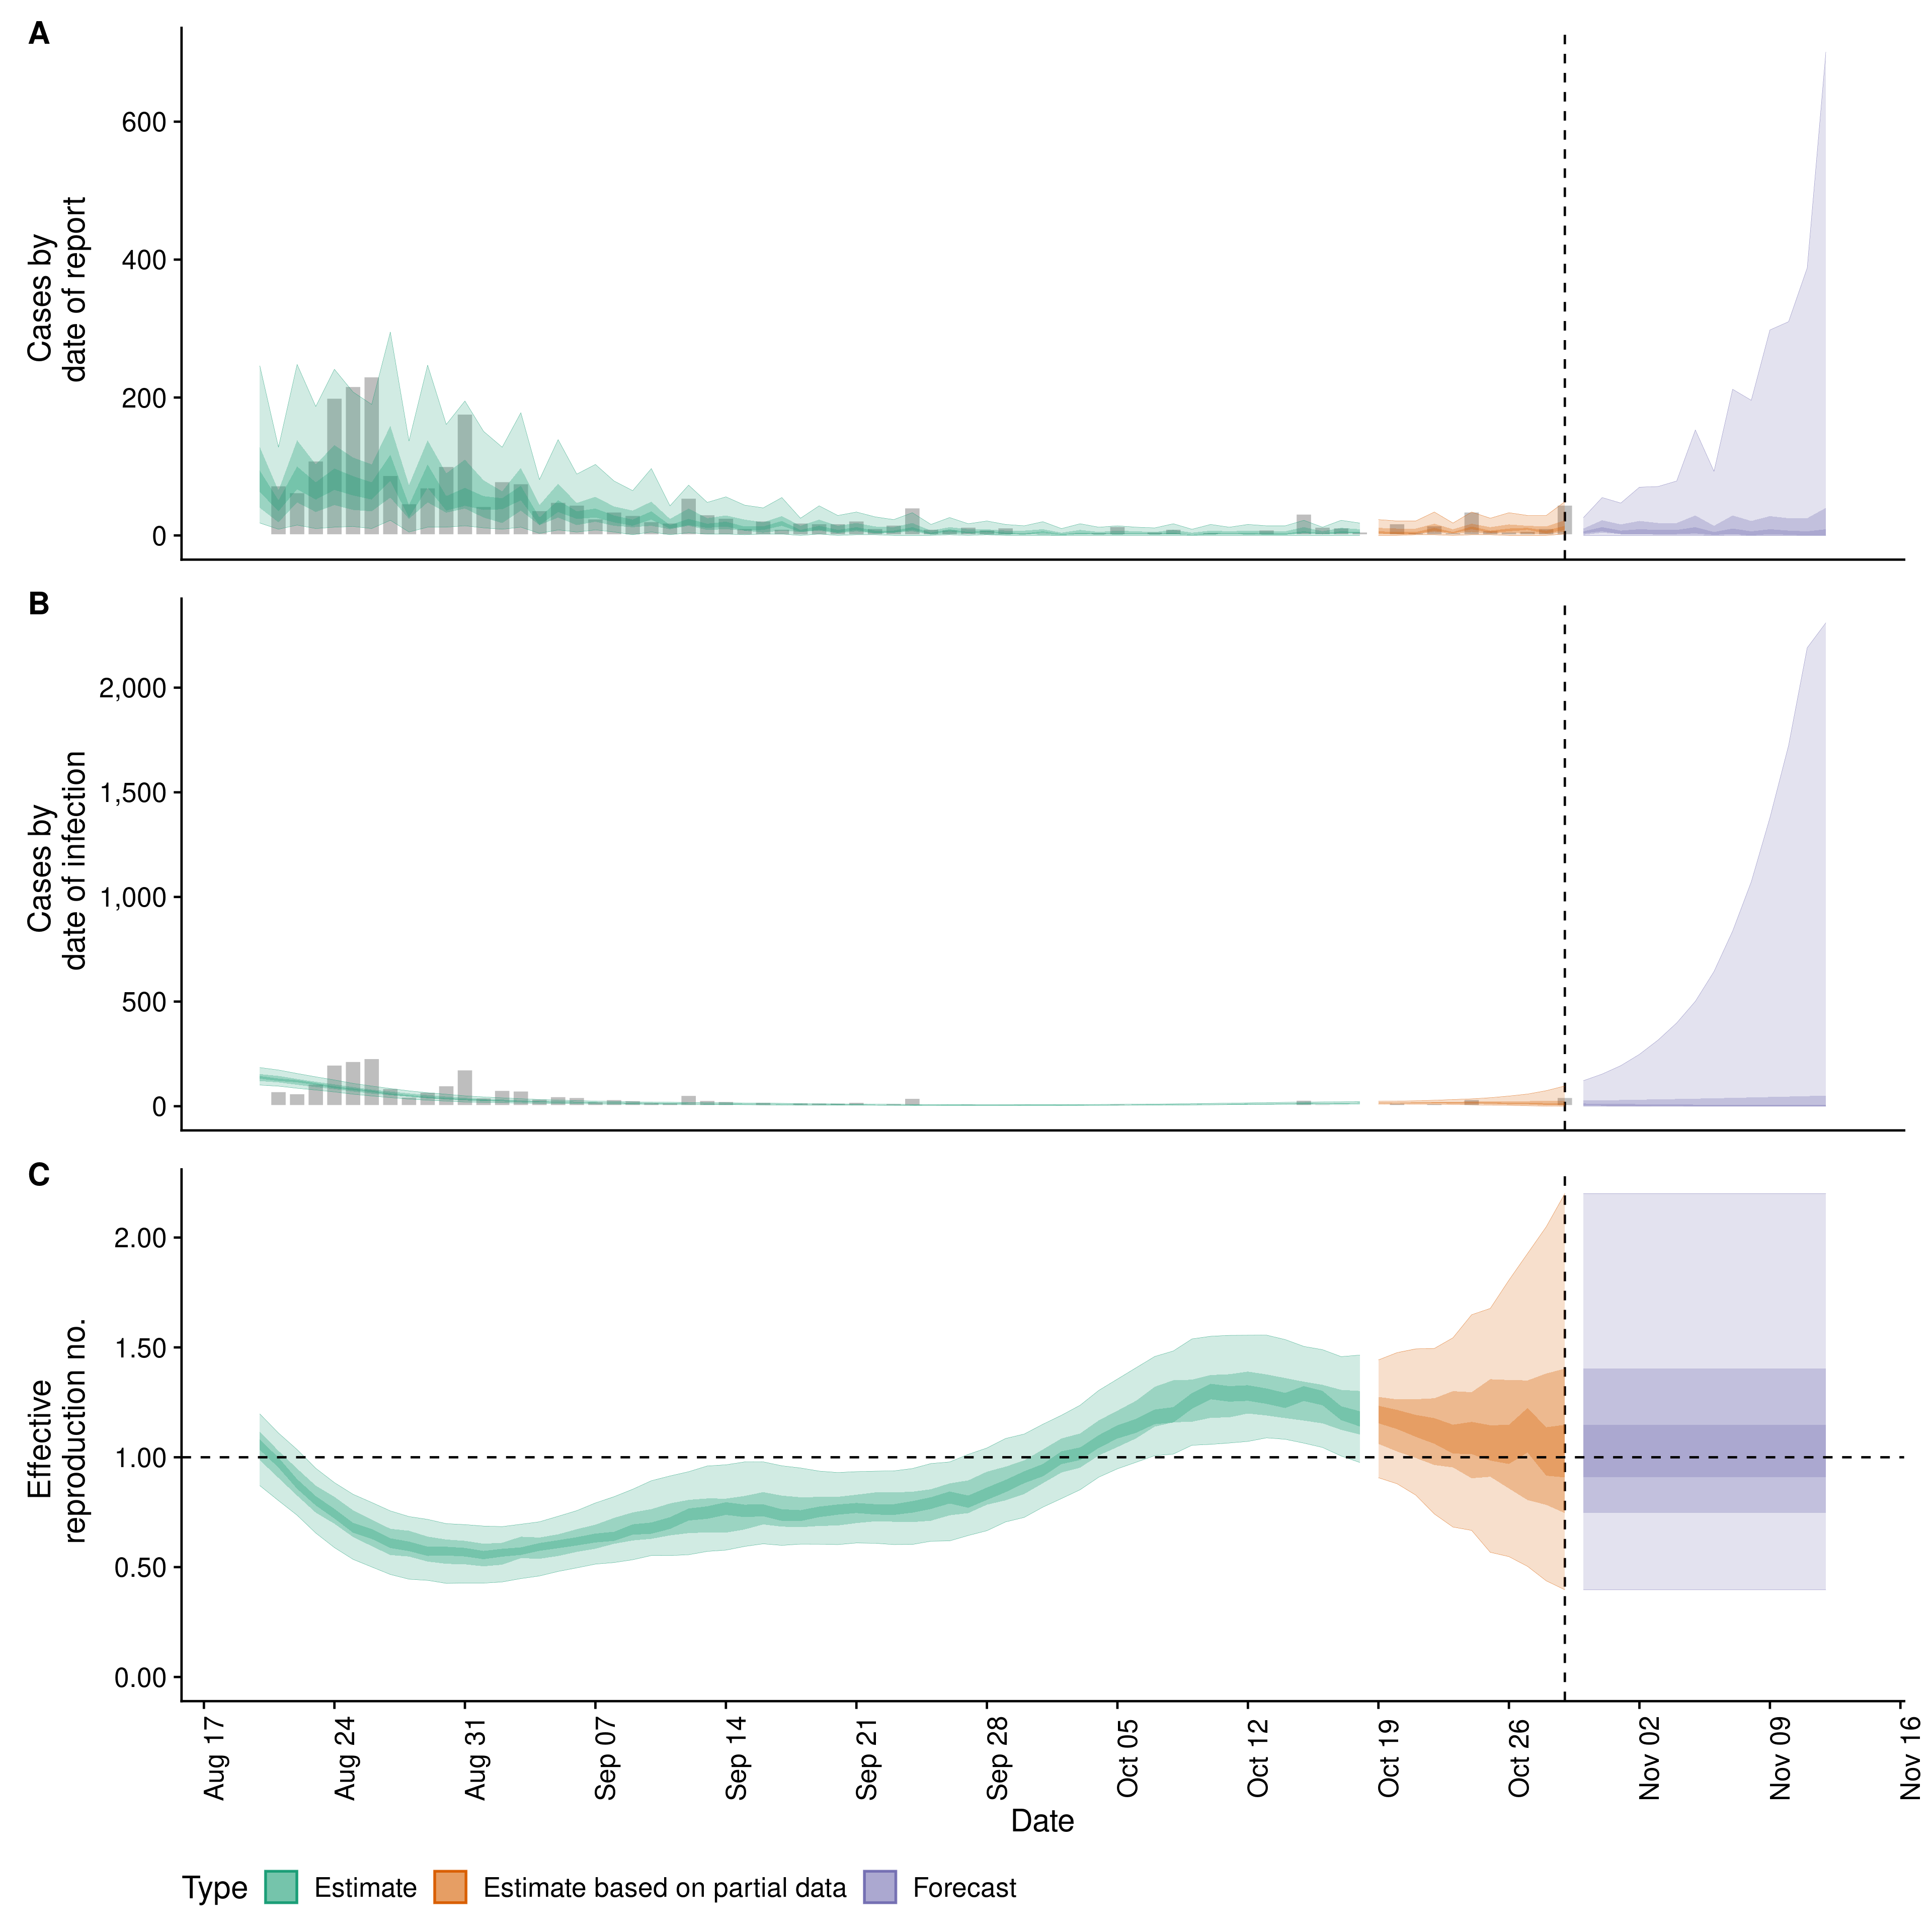 A
Cases by
date of report
600
400
200
0
B
Cases by
date of infection
2,000
1,500
1,000
500
0
C
Effective
reproduction no.
2.00
1.50
1.00
0.50
0.00
Aug 17
Aug 24
Aug 31
Sep 07
Sep 14
Sep 21
Sep 28
Oct 05
Oct 12
Oct 19
Oct 26
Nov 02
Nov 09
Nov 16
Date
Type Estimate Estimate based on partial data Forecast